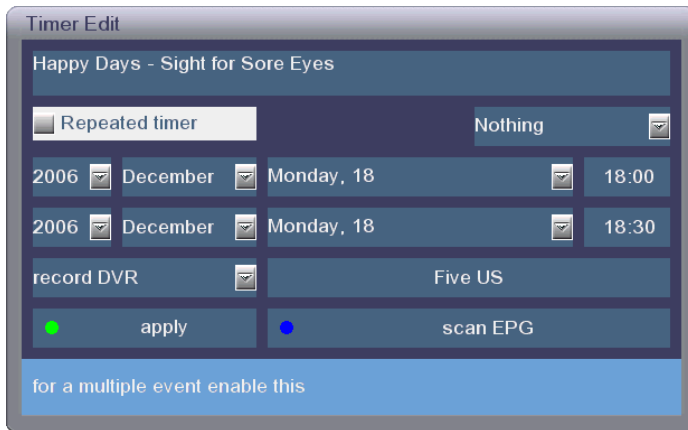 Timer Edit
Happy Days - Sight for Sore Eyes
Repeated timer Nothing
2006 December Monday, 18 18:00
2006 December Monday, 18 18:30
record DVR Five US
apply scan EPG
for a multiple event enable this